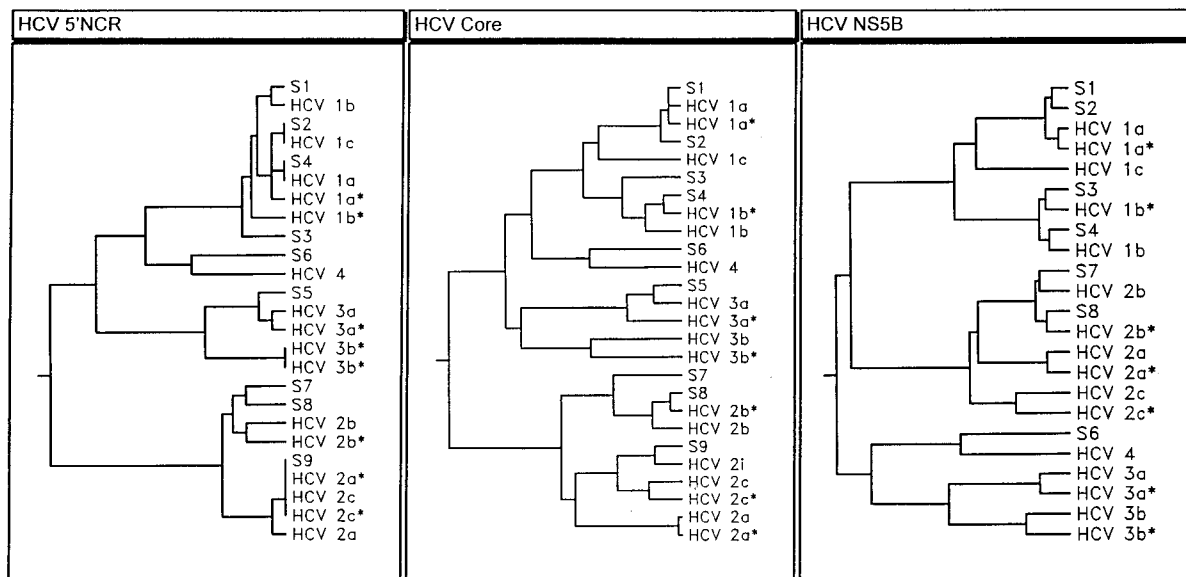 HCV 5'NCR
S1
HCV 1b
S2
HCV 1c
S4
HCV 1a
HCV 1a*
HCV 1b*
S3
S6
HCV 4
S5
HCV 3a
HCV 3a*
HCV 3b*
HCV 3b*
S7
S8
HCV 2b
HCV 2b*
S9
HCV 2a*
HCV 2c
HCV 2c*
HCV 2a
HCV Core
S1
HCV 1a
HCV 1a*
S2
HCV 1c
S3
S4
HCV 1b*
HCV 1b
S6
HCV 4
S5
HCV 3a
HCV 3a*
HCV 3b
HCV 3b*
S7
S8
HCV 2b*
HCV 2b
S9
HCV 2i
HCV 2c
HCV 2c*
HCV 2a
HCV 2a*
HCV NS5B
S1
S2
HCV 1a
HCV 1a*
HCV 1c
S3
HCV 1b*
S4
HCV 1b
S7
HCV 2b
S8
HCV 2b*
HCV 2a
HCV 2a*
HCV 2c
HCV 2c*
S6
HCV 4
HCV 3a
HCV 3a*
HCV 3b
HCV 3b*